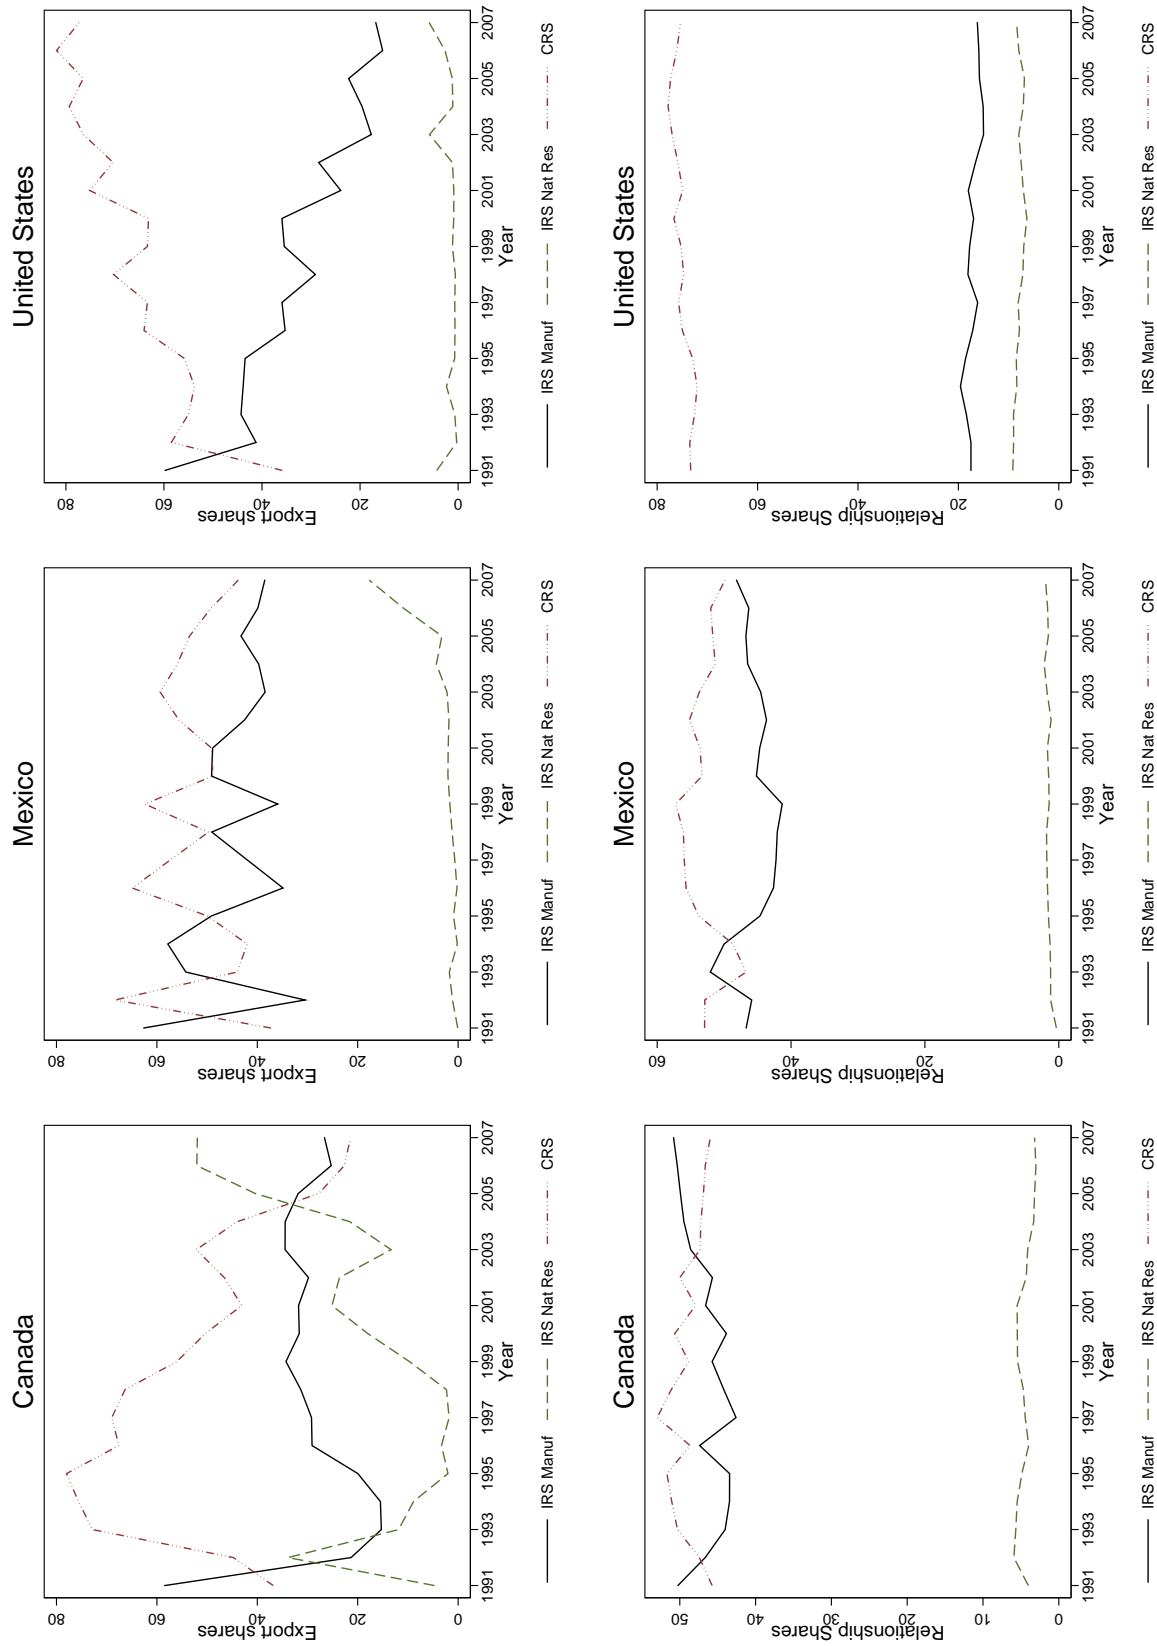 Canada
Export shares
0 20 40 60 80
1991 1993 1995 1997 1999 2001 2003 2005 2007
Year
IRS Manuf IRS Nat Res CRS
Mexico
Export shares
0 20 40 60 80
1991 1993 1995 1997 1999 2001 2003 2005 2007
Year
IRS Manuf IRS Nat Res CRS
United States
Export shares
0 20 40 60 80
1991 1993 1995 1997 1999 2001 2003 2005 2007
Year
IRS Manuf IRS Nat Res CRS
Canada
Relationship Shares
0 10 20 30 40 50
1991 1993 1995 1997 1999 2001 2003 2005 2007
Year
IRS Manuf IRS Nat Res CRS
Mexico
Relationship Shares
0 20 40 60
1991 1993 1995 1997 1999 2001 2003 2005 2007
Year
IRS Manuf IRS Nat Res CRS
United States
Relationship Shares
0 20 40 60 80
1991 1993 1995 1997 1999 2001 2003 2005 2007
Year
IRS Manuf IRS Nat Res CRS